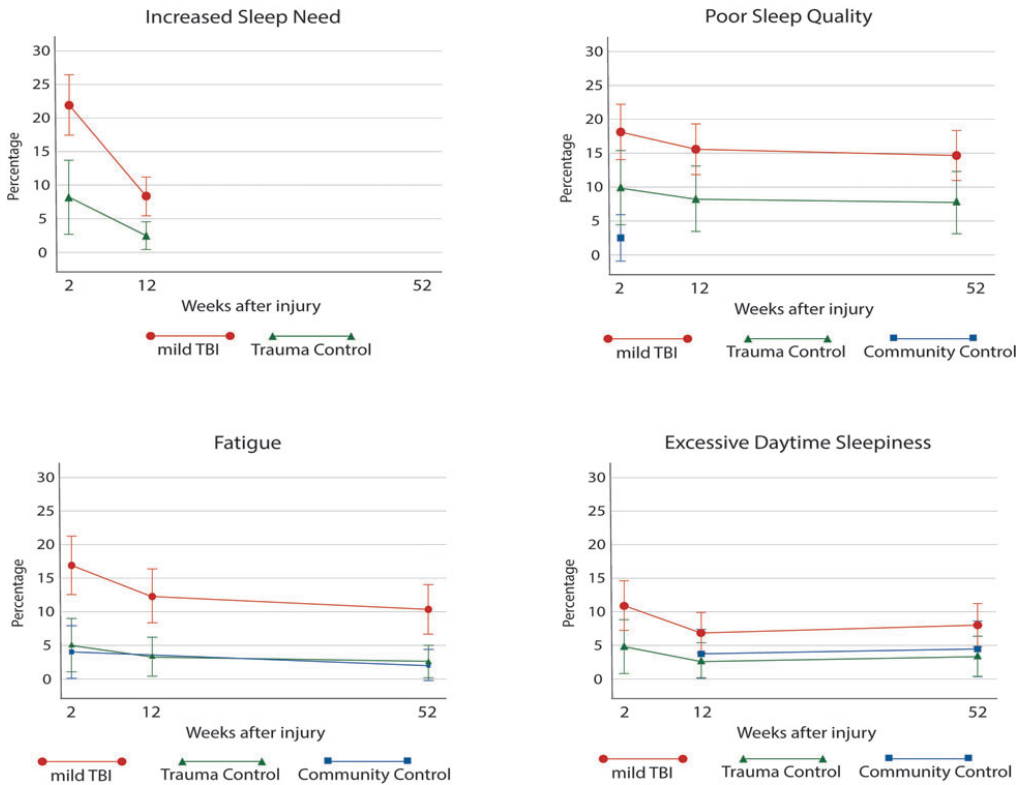 Increased Sleep Need
Percentage
30
25
20
15
10
5
0
2 12 52
Weeks after injury
mild TBI Trauma Control
Poor Sleep Quality
Percentage
30
25
20
15
10
5
0
2 12 52
Weeks after injury
mild TBI Trauma Control Community Control
Fatigue
Percentage
30
25
20
15
10
5
0
2 12 52
Weeks after injury
mild TBI Trauma Control Community Control
Excessive Daytime Sleepiness
Percentage
30
25
20
15
10
5
0
2 12 52
Weeks after injury
mild TBI Trauma Control Community Control